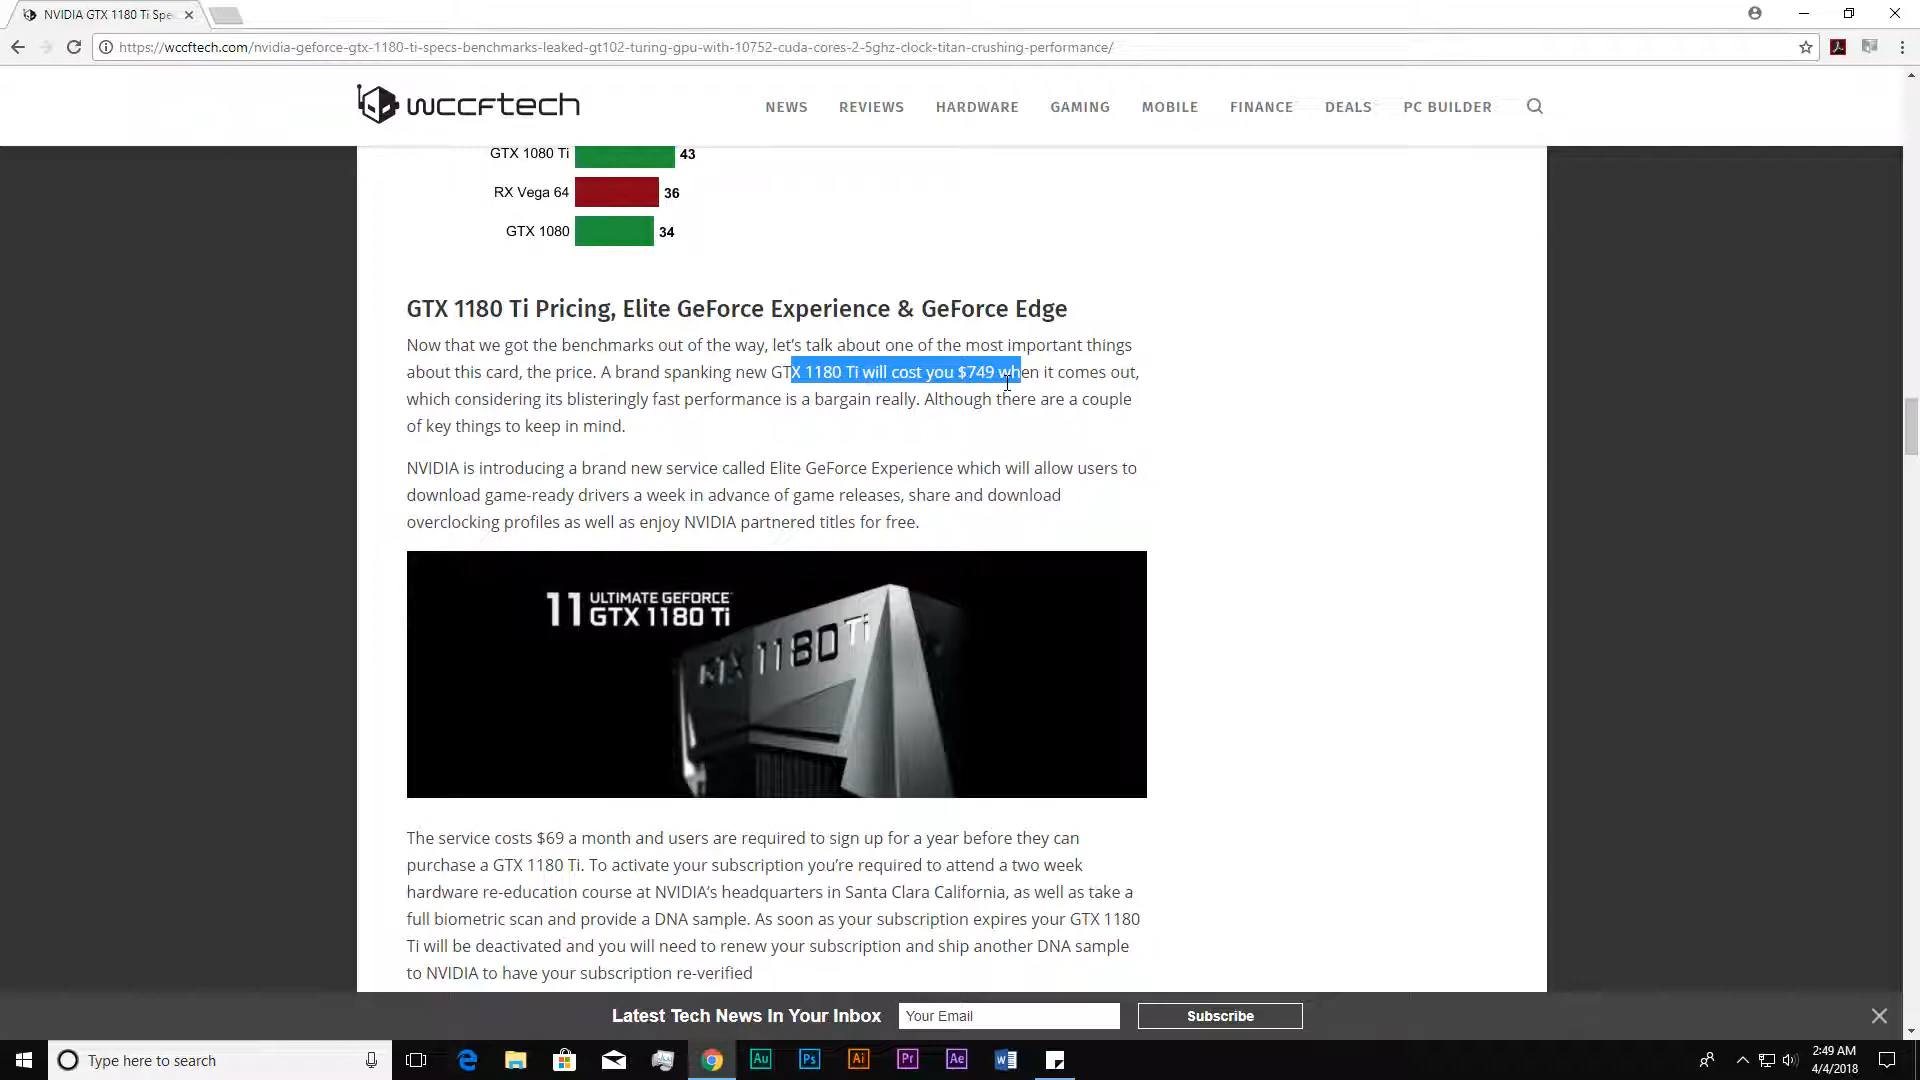 NVIDIA GTX 1180 Ti Spe
https://wccftech.com/nvidia-geforce-gtx-1180-ti-specs-benchmarks-leaked-gt102-turing-gpu-with-10752-cuda-cores-2-5ghz-clock-titan-crushing-performance/
wccftech
NEWS REVIEWS HARDWARE GAMING MOBILE FINANCE DEALS PC BUILDER
GTX 1080 Ti 43
RX Vega 64 36
GTX 1080 34
GTX 1180 Ti Pricing, Elite GeForce Experience & GeForce Edge
Now that we got the benchmarks out of the way, let’s talk about one of the most important things
about this card, the price. A brand spanking new GTX 1180 Ti will cost you $749 when it comes out,
which considering its blisteringly fast performance is a bargain really. Although there are a couple
of key things to keep in mind.
NVIDIA is introducing a brand new service called Elite GeForce Experience which will allow users to
download game-ready drivers a week in advance of game releases, share and download
overclocking profiles as well as enjoy NVIDIA partnered titles for free.
11 ULTIMATE GEFORCE
GTX 1180 Ti
1180 Ti
The service costs $69 a month and users are required to sign up for a year before they can
purchase a GTX 1180 Ti. To activate your subscription you’re required to attend a two week
hardware re-education course at NVIDIA’s headquarters in Santa Clara California, as well as take a
full biometric scan and provide a DNA sample. As soon as your subscription expires your GTX 1180
Ti will be deactivated and you will need to renew your subscription and ship another DNA sample
to NVIDIA to have your subscription re-verified
Latest Tech News In Your Inbox Your Email Subscribe
Type here to search
Au Ps Ai Pr Ae
2:49 AM
4/4/2018